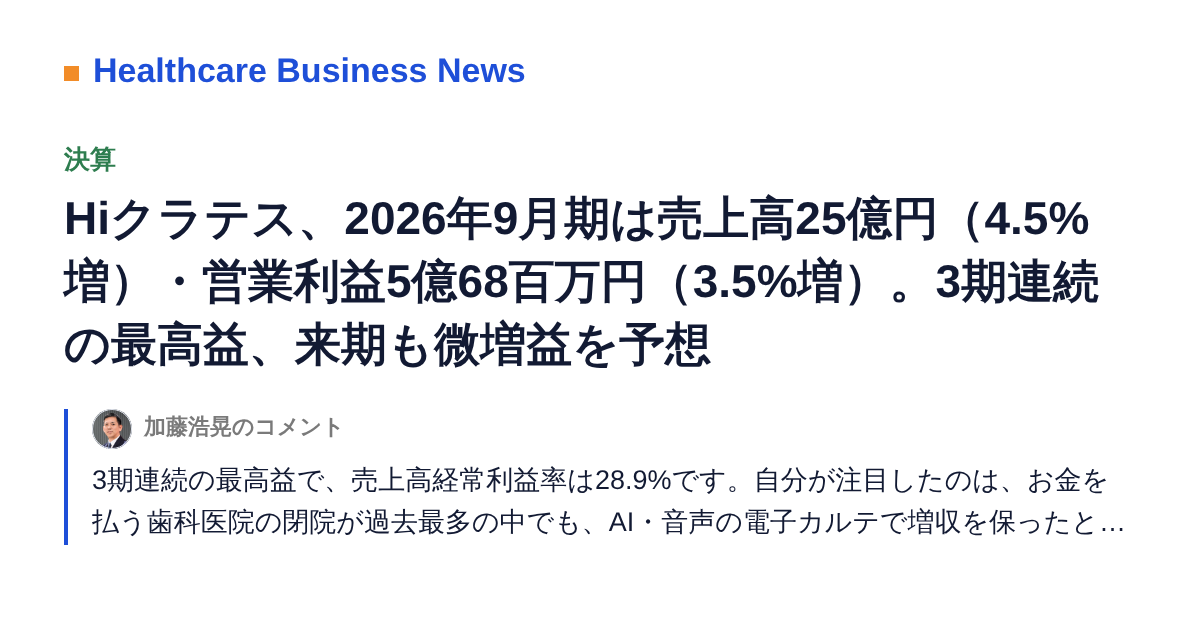 Healthcare Business News
決算
Hiクラテス、2026年9月期は売上高25億円（4.5%
増）・営業利益5億68百万円（3.5%増）。3期連続
の最高益、来期も微増益を予想
加藤浩晃のコメント
3期連続の最高益で、売上高経常利益率は28.9%です。自分が注目したのは、お金を
払う歯科医院の閉院が過去最多の中でも、AI・音声の電子カルテで増収を保ったと…